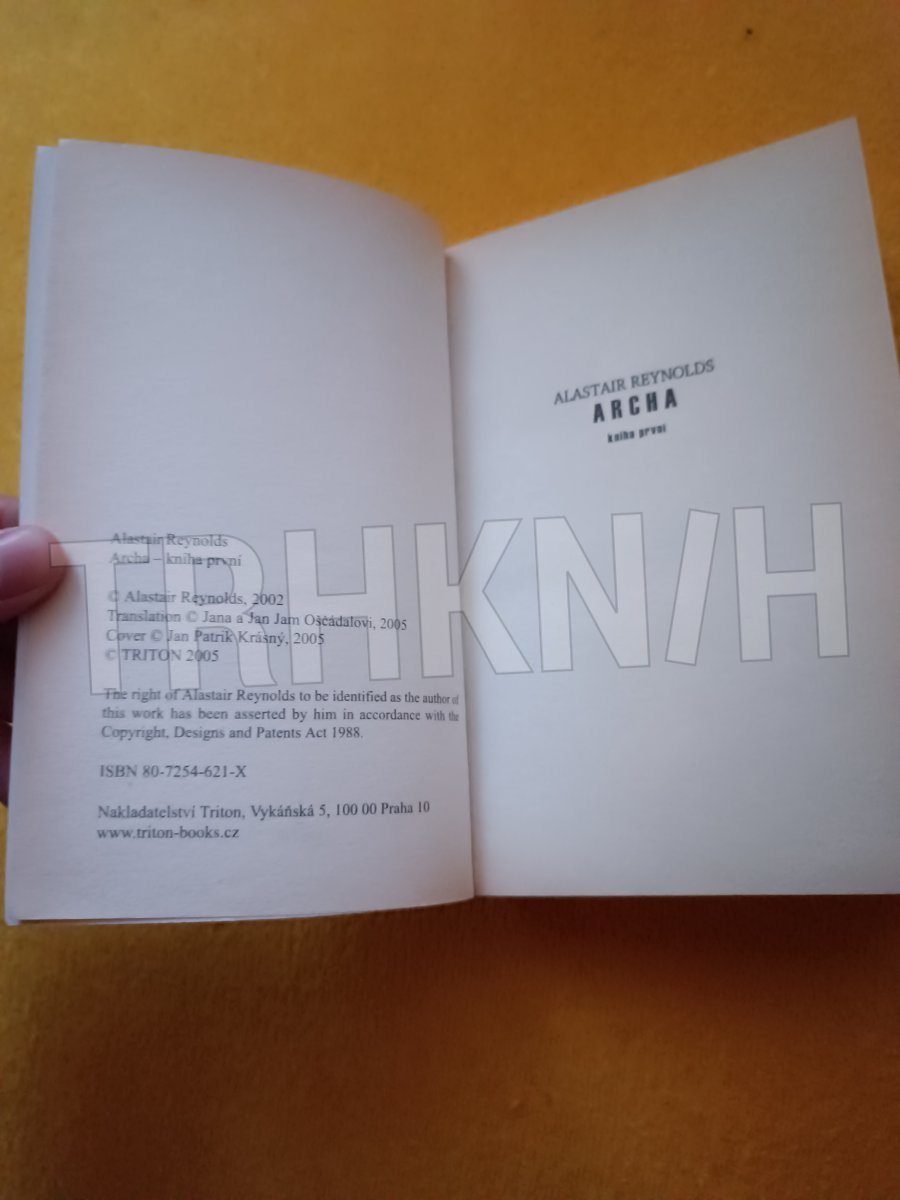 Alastair Reynolds
Archa – kniha první
© Alastair Reynolds, 2002
Translation © Jana a Jan Jam Oščádalovi, 2005
Cover © Jan Patrik Krásný, 2005
© TRITON 2005
The right of Alastair Reynolds to be identified as the author of
this work has been asserted by him in accordance with the
Copyright, Designs and Patents Act 1988.
ISBN 80-7254-621-X
Nakladatelství Triton, Vykáňská 5, 100 00 Praha 10
www.triton-books.cz
ALASTAIR REYNOLDS
ARCHA
kniha první
TRHKN/H